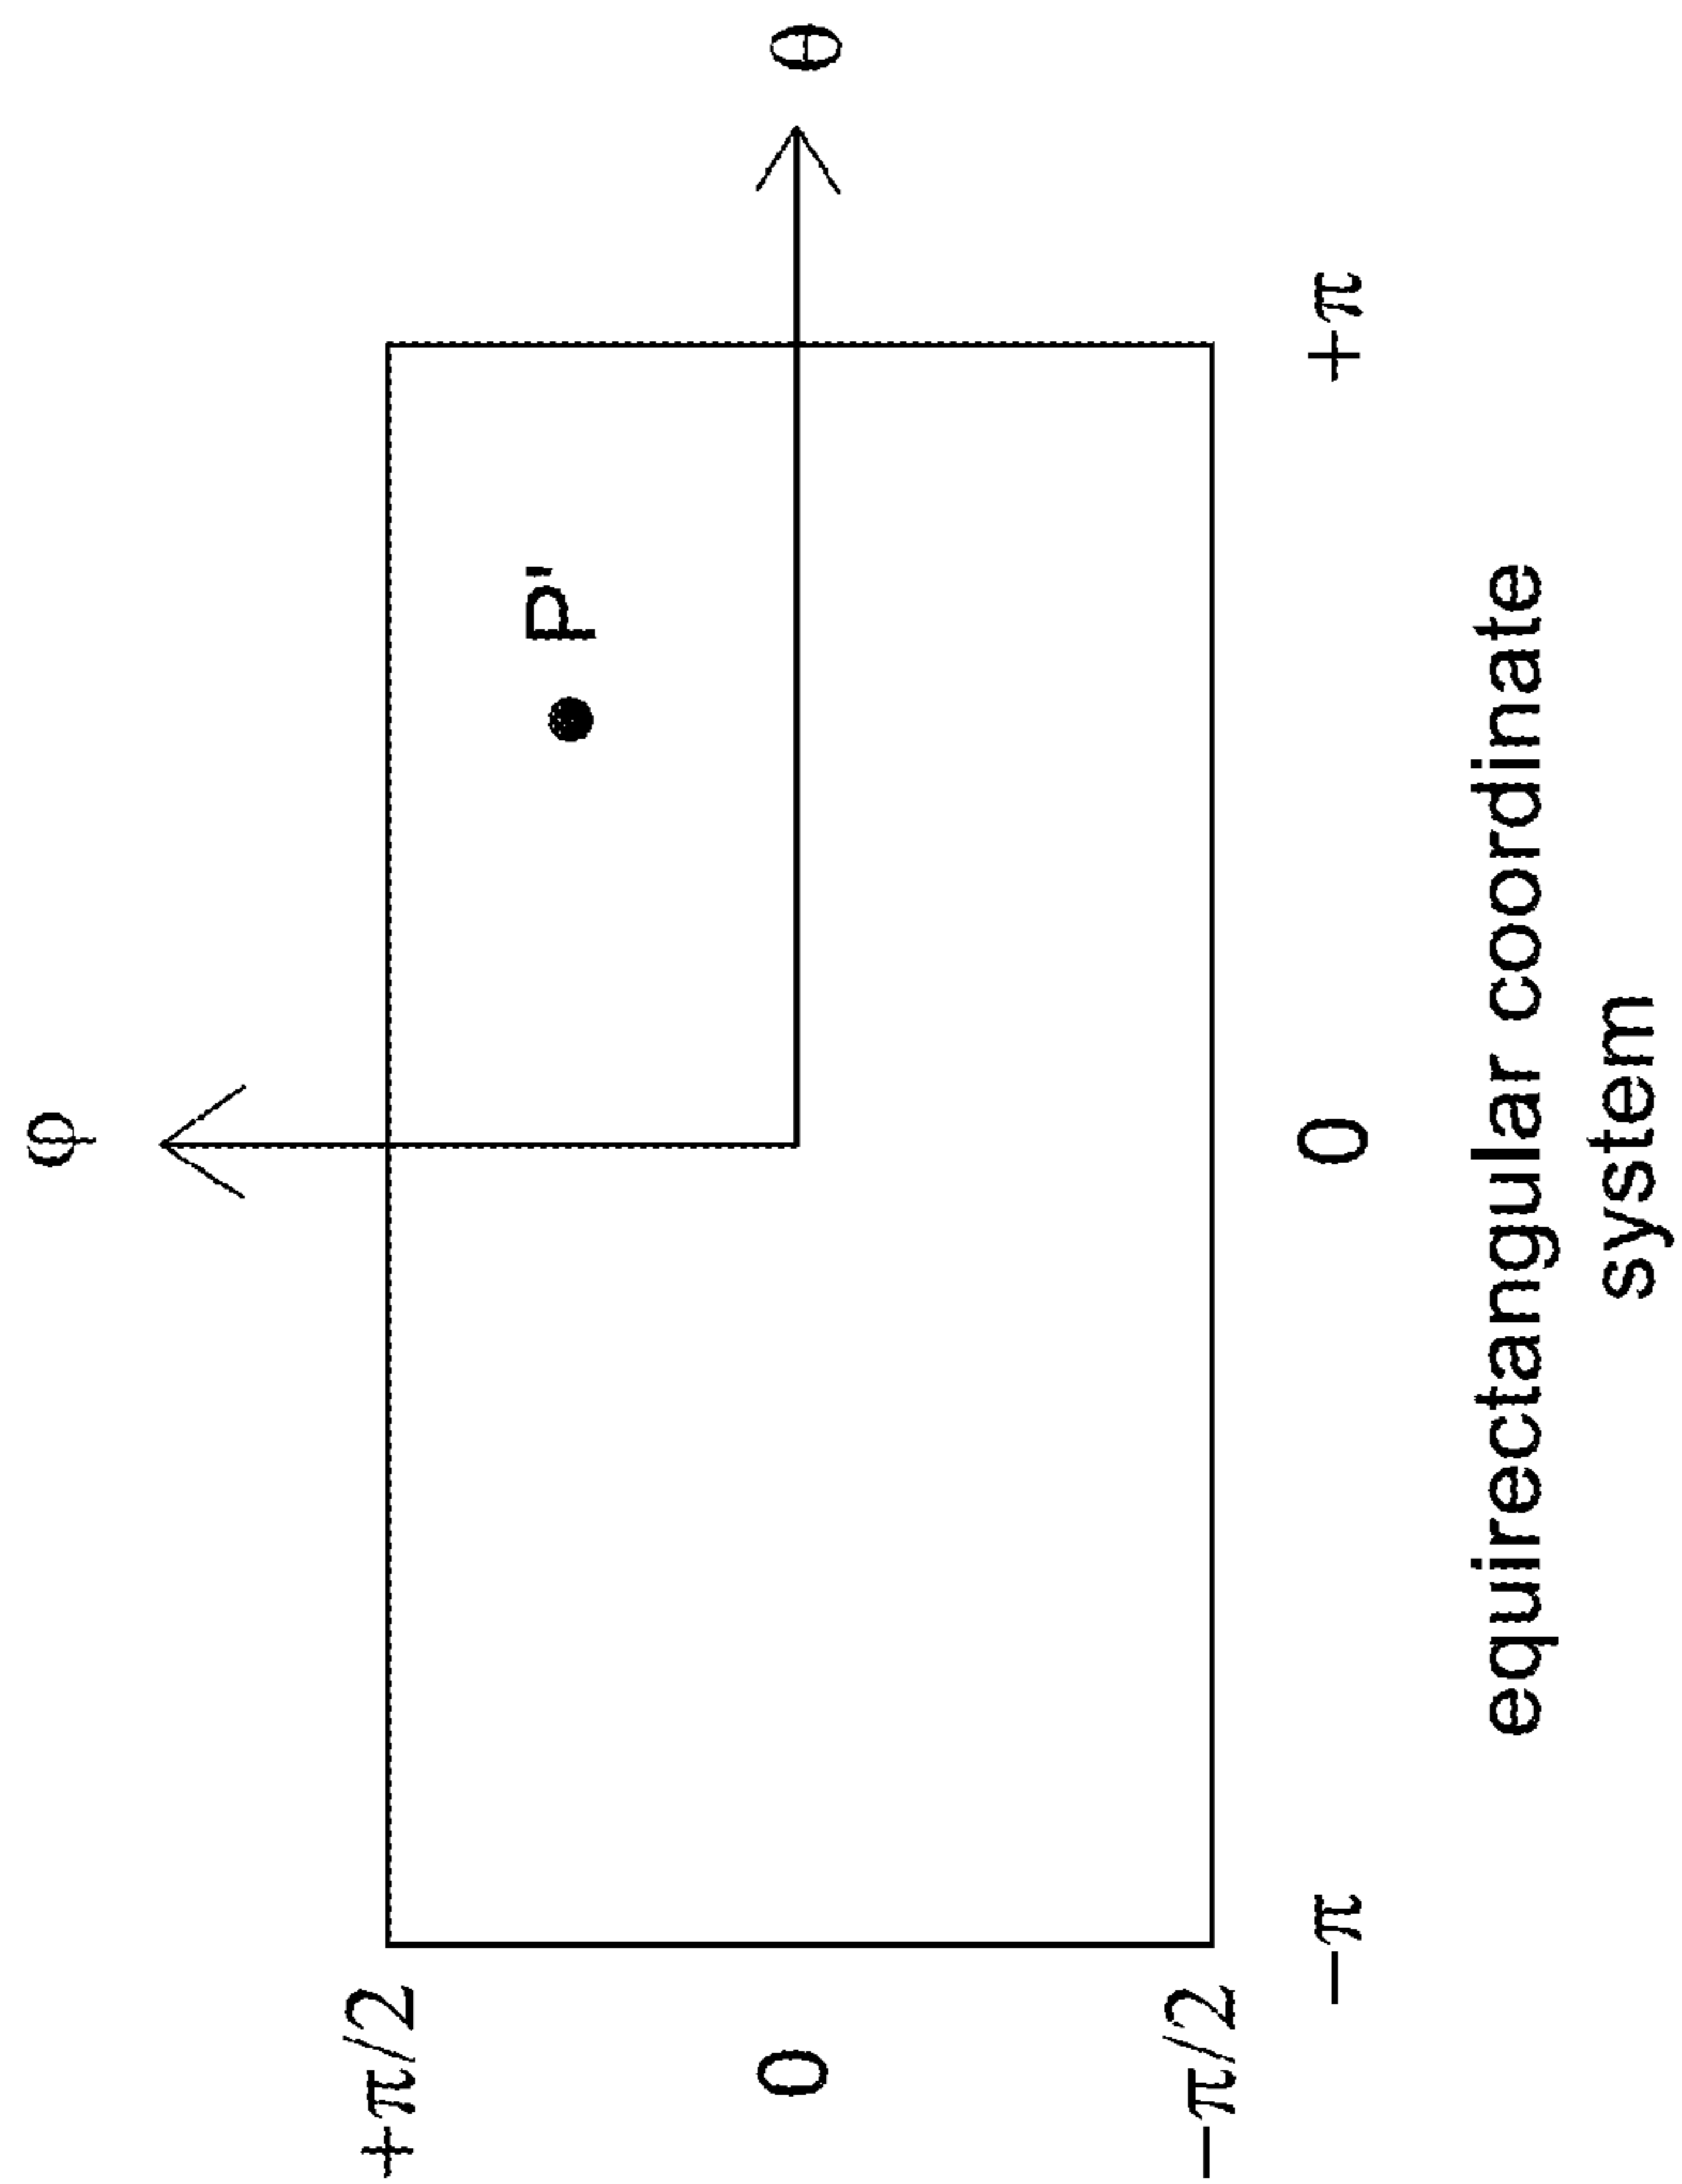 φ
+π/2
P'
0
θ
-π/2
-π
0
+π
equirectangular coordinate
system